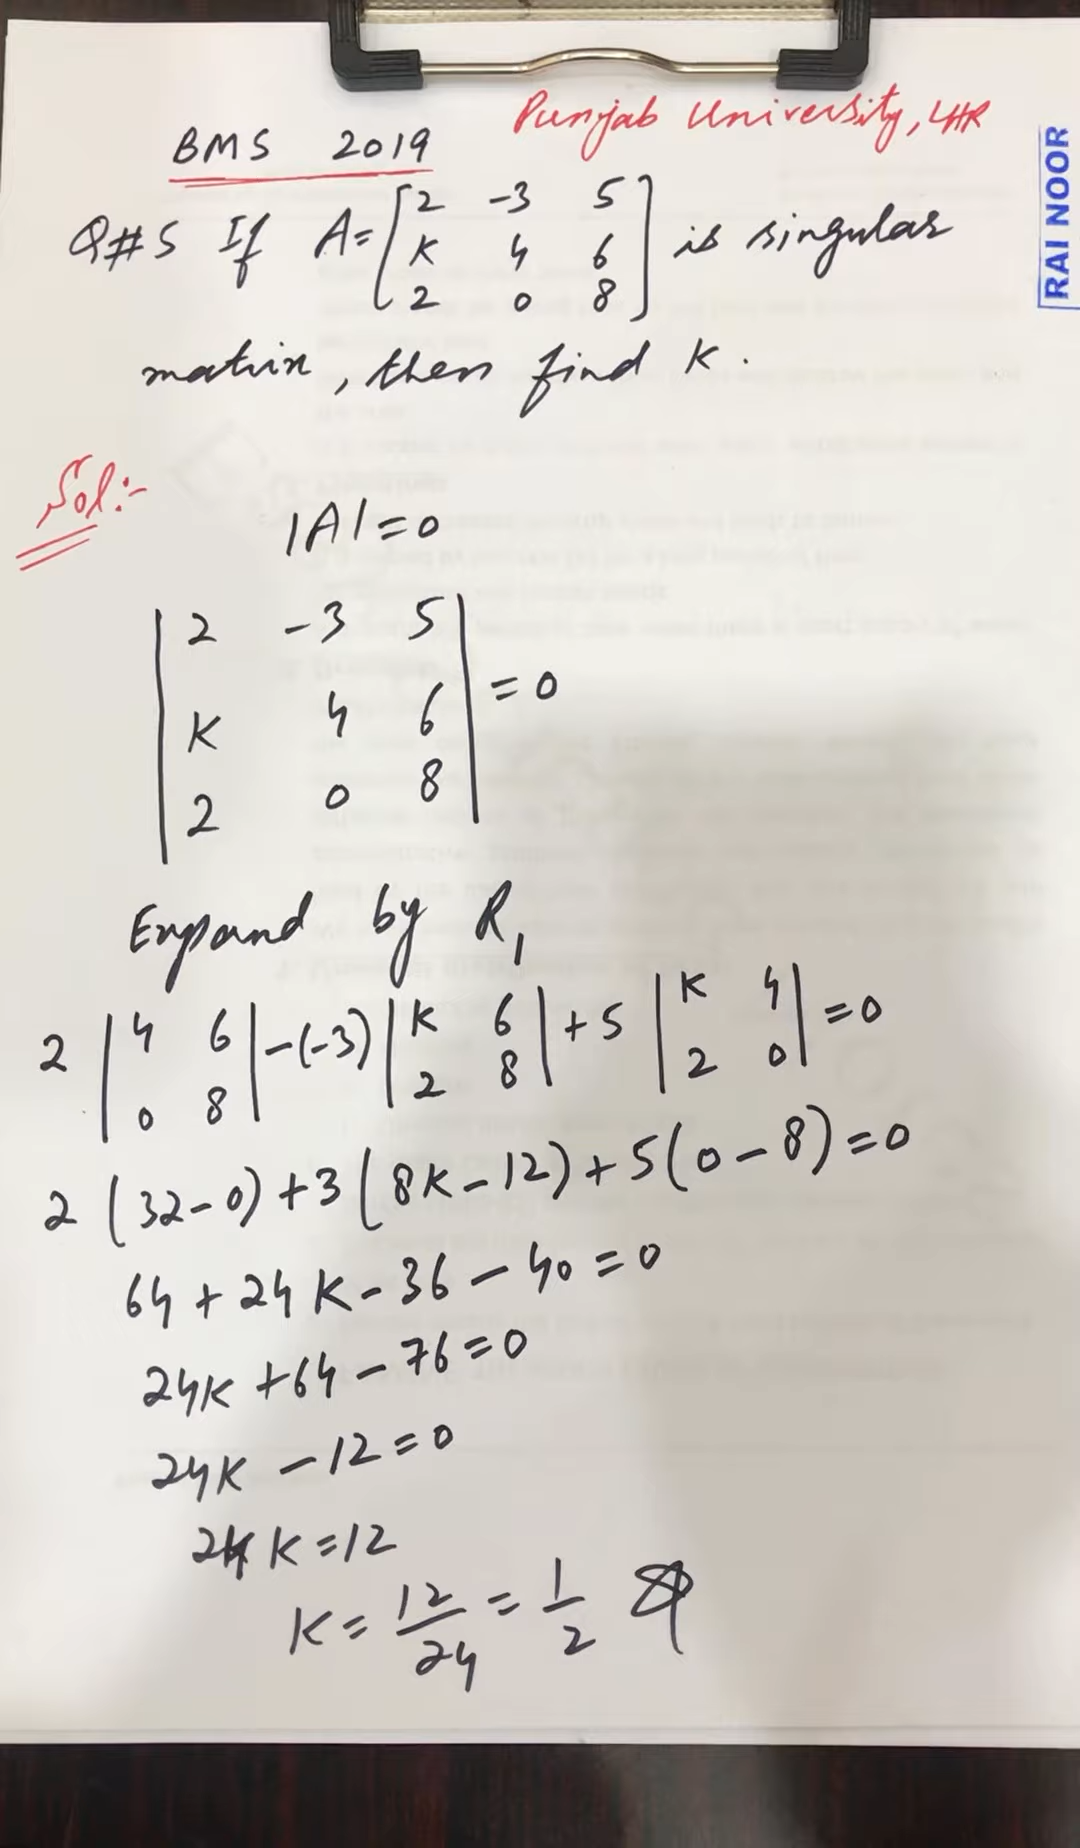 Punjab University, LHR
RAI NOOR
BMS 2019
Q#5 If A= [2 -3 5
K 4 6
2 0 8] is singular
matrix, then find K.
Sol:-
|A|=0
|2 -3 5
K 4 6
2 0 8| =0
Expand by R₁
2 |4 6
0 8| -(-3) |K 6
2 8| +5 |K 4
2 0| =0
2 (32-0) +3 (8K-12) +5 (0-8) =0
64 + 24K - 36 - 40 = 0
24K + 64 - 76 = 0
24K - 12 = 0
24 K = 12
K = 12/24 = 1/2